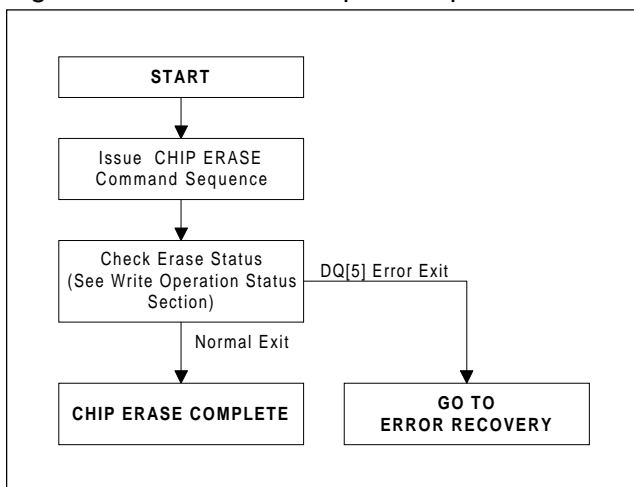 START
Issue CHIP ERASE
Command Sequence
Check Erase Status
(See Write Operation Status
Section)
DQ[5] Error Exit
Normal Exit
CHIP ERASE COMPLETE
GO TO
ERROR RECOVERY